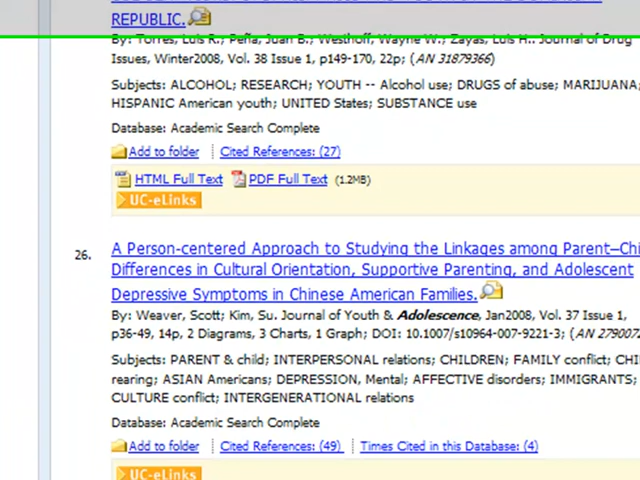 REPUBLIC.
By: Torres, Luis R.; Peña, Juan B.; Westhoff, Wayne W.; Zayas, Luis H.. Journal of Drug
Issues, Winter2008, Vol. 38 Issue 1, p149-170, 22p; (AN 31879366)
Subjects: ALCOHOL; RESEARCH; YOUTH -- Alcohol use; DRUGS of abuse; MARIJUANA;
HISPANIC American youth; UNITED States; SUBSTANCE use
Database: Academic Search Complete
Add to folder Cited References: (27)
HTML Full Text PDF Full Text (1.2MB)
UC-eLinks
26. A Person-centered Approach to Studying the Linkages among Parent–Chi
Differences in Cultural Orientation, Supportive Parenting, and Adolescent
Depressive Symptoms in Chinese American Families.
By: Weaver, Scott; Kim, Su. Journal of Youth & Adolescence, Jan2008, Vol. 37 Issue 1,
p36-49, 14p, 2 Diagrams, 3 Charts, 1 Graph; DOI: 10.1007/s10964-007-9221-3; (AN 279007
Subjects: PARENT & child; INTERPERSONAL relations; CHILDREN; FAMILY conflict; CHI
rearing; ASIAN Americans; DEPRESSION, Mental; AFFECTIVE disorders; IMMIGRANTS;
CULTURE conflict; INTERGENERATIONAL relations
Database: Academic Search Complete
Add to folder Cited References: (49) Times Cited in this Database: (4)
UC-eLinks